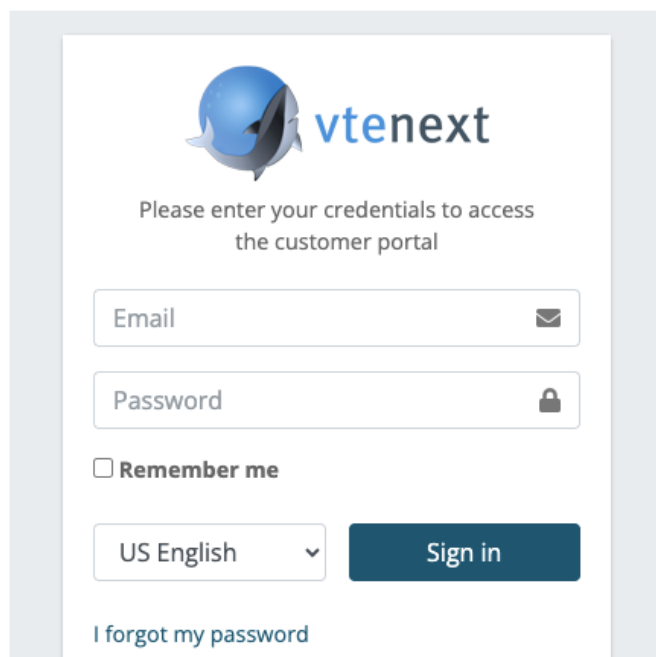 vtenext
Please enter your credentials to access
the customer portal
Email
Password
Remember me
US English
Sign in
I forgot my password